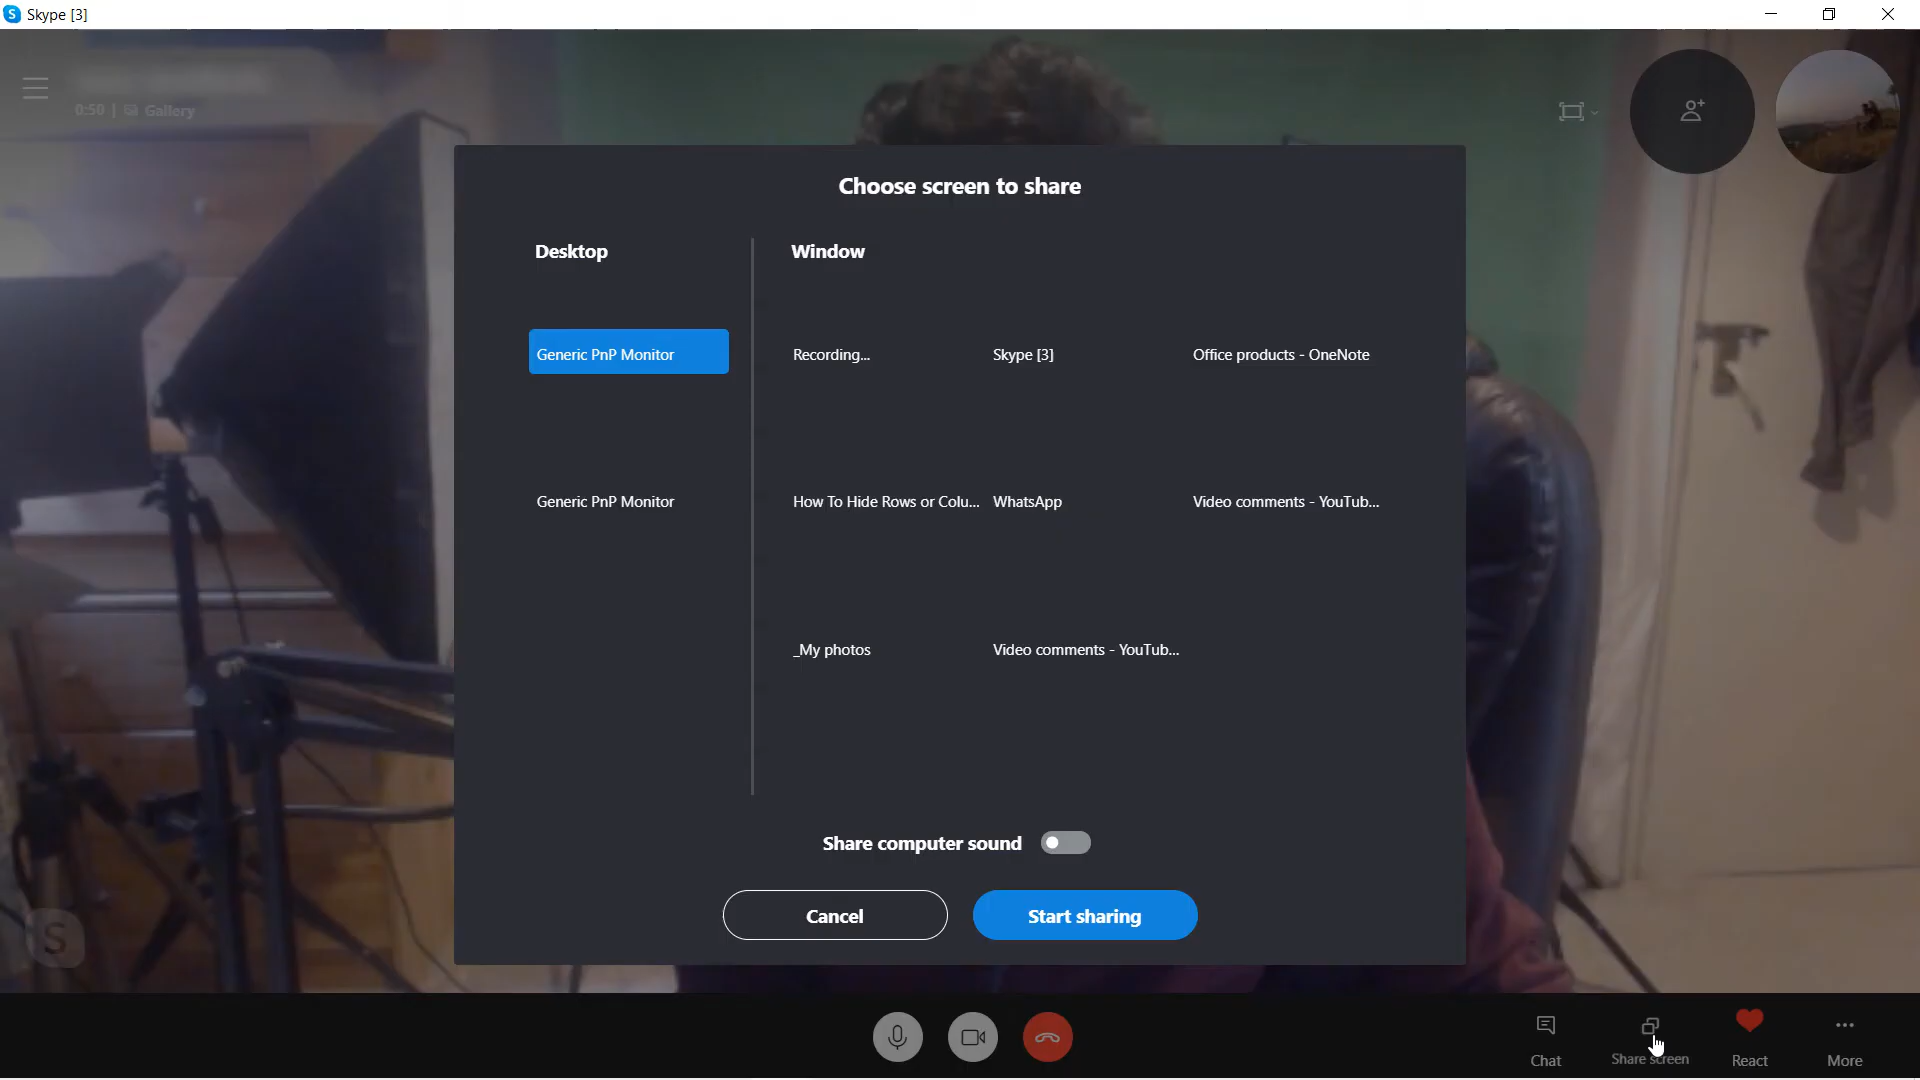 Skype [3]
0:50 | Gallery
Choose screen to share
Desktop
Window
Generic PnP Monitor
Recording...
Skype [3]
Office products - OneNote
Generic PnP Monitor
How To Hide Rows or Colu...
WhatsApp
Video comments - YouTub...
_My photos
Video comments - YouTub...
Share computer sound
Cancel
Start sharing
Chat
Share screen
React
More